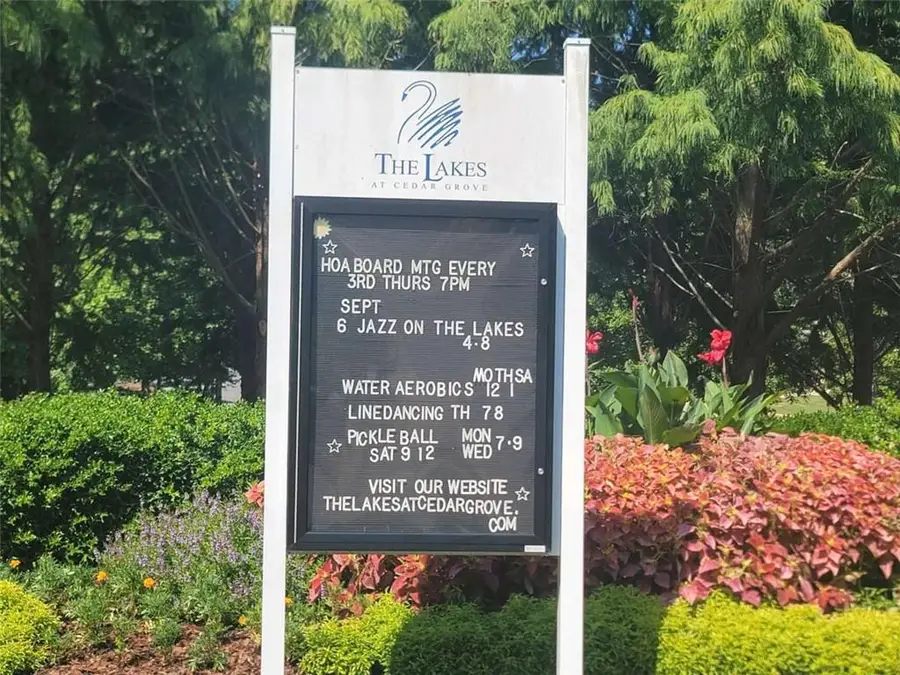 THE LAKES
AT CEDAR GROVE
HOA BOARD MTG EVERY
3RD THURS 7PM
SEPT
6 JAZZ ON THE LAKES
4-8
MO TH SA
WATER AEROBICS 12 1
LINEDANCING TH 78
PICKLE BALL MON 7-9
SAT 9 12 WED
VISIT OUR WEBSITE
THELAKESATCEDARGROVE.
COM